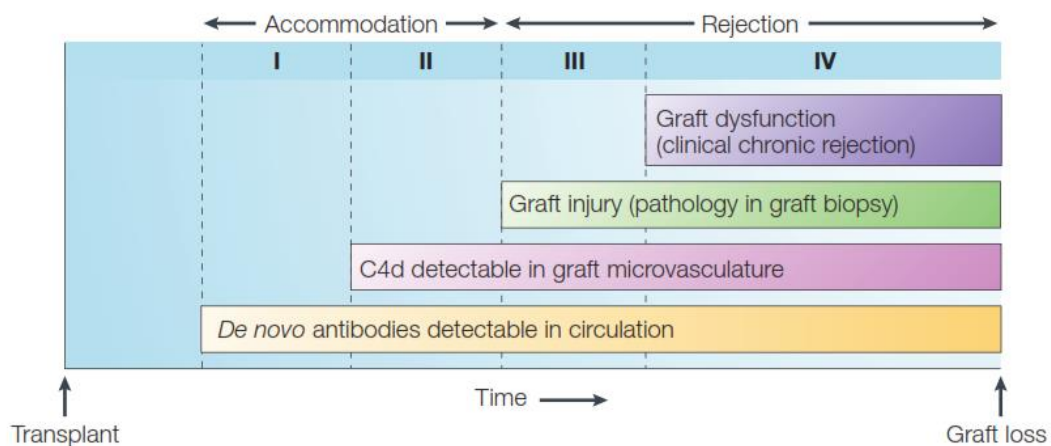 Accommodation Rejection
I II III IV
Graft dysfunction
(clinical chronic rejection)
Graft injury (pathology in graft biopsy)
C4d detectable in graft microvasculature
De novo antibodies detectable in circulation
Time
Transplant Graft loss